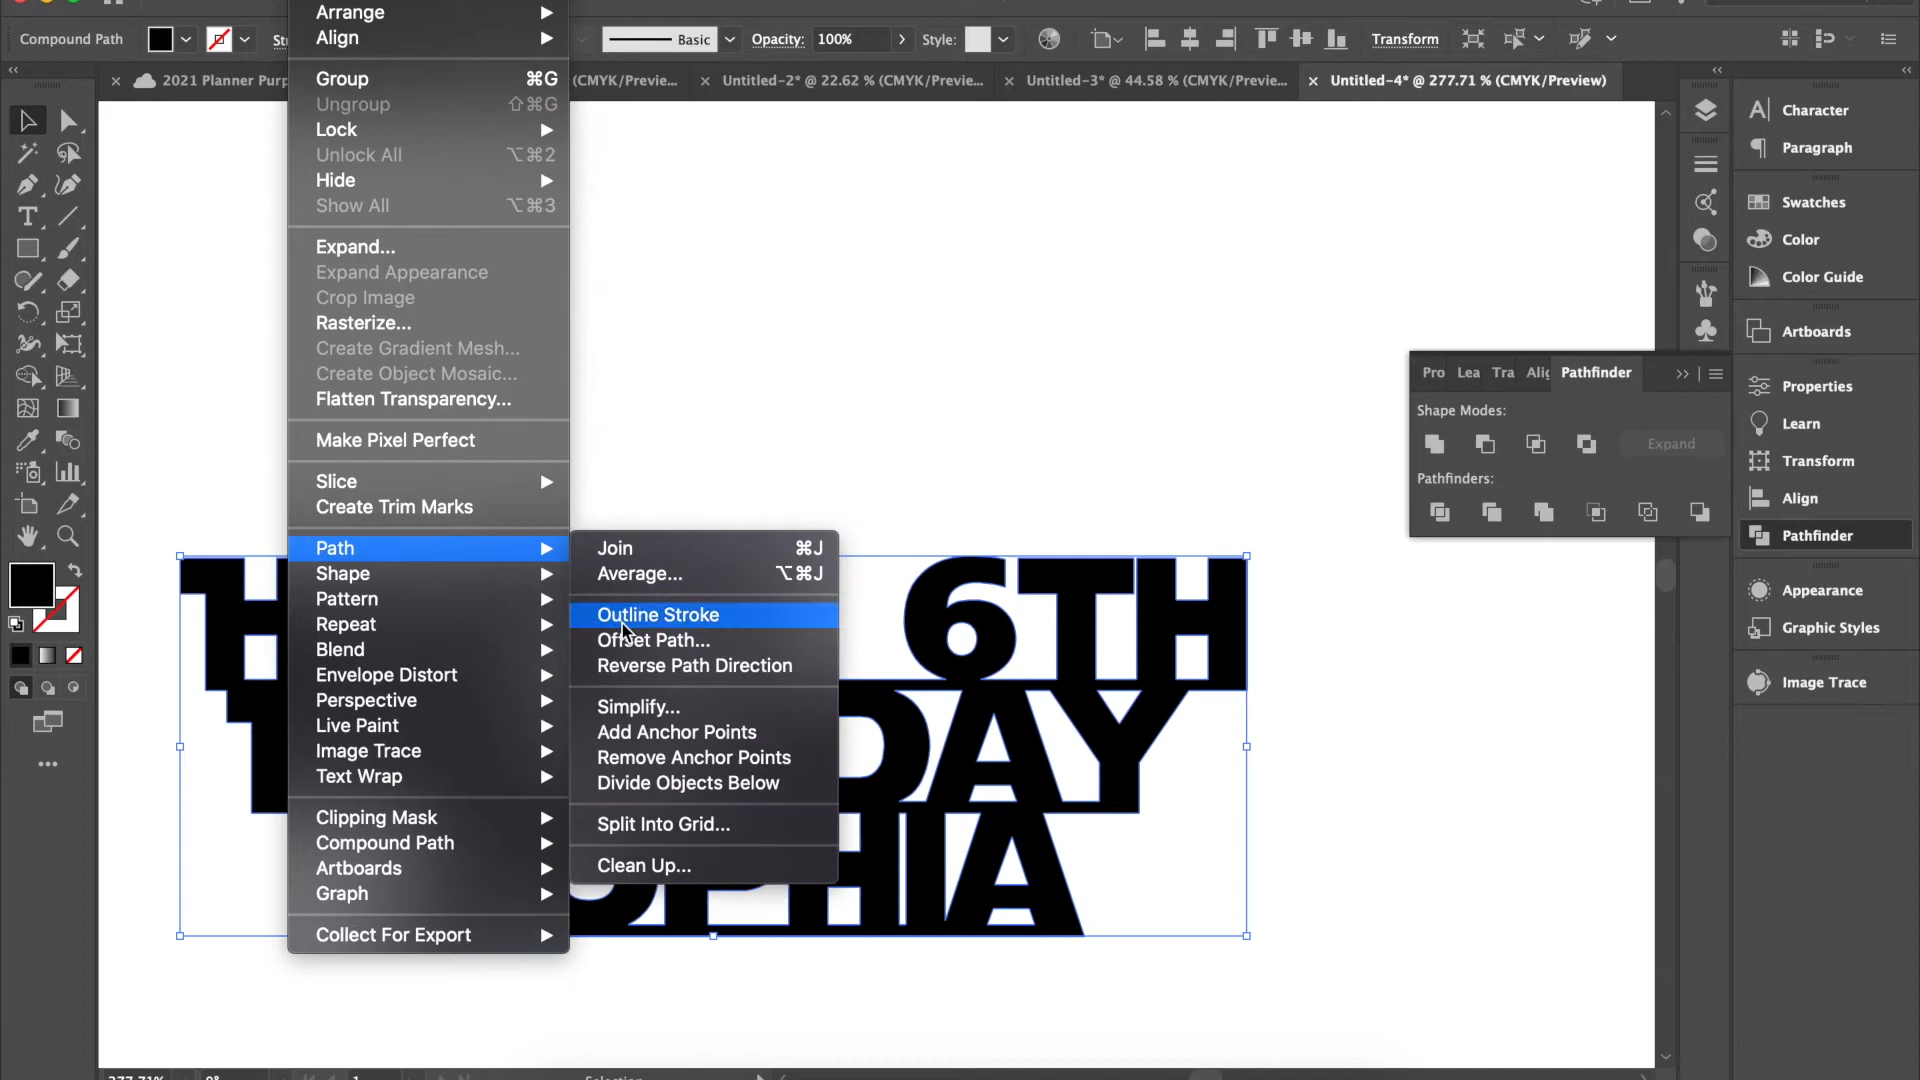 Arrange
Align
Compound Path
Basic
Opacity:
100%
Style:
Transform
2021 Planner Purp
(CMYK/Previe...
Untitled-2* @ 22.62 % (CMYK/Previe...
Untitled-3* @ 44.58 % (CMYK/Previe...
Untitled-4* @ 277.71 % (CMYK/Preview)
Group ⌘G
Ungroup ⇧⌘G
Lock
Unlock All ⌥⌘2
Hide
Show All ⌥⌘3
Expand...
Expand Appearance
Crop Image
Rasterize...
Create Gradient Mesh...
Create Object Mosaic...
Flatten Transparency...
Make Pixel Perfect
Slice
Create Trim Marks
Path
Shape
Pattern
Repeat
Blend
Envelope Distort
Perspective
Live Paint
Image Trace
Text Wrap
Clipping Mask
Compound Path
Artboards
Graph
Collect For Export
Join ⌘J
Average... ⌥⌘J
Outline Stroke
Offset Path...
Reverse Path Direction
Simplify...
Add Anchor Points
Remove Anchor Points
Divide Objects Below
Split Into Grid...
Clean Up...
6TH
DAY
PHIA
Pro Lea Tra Alig Pathfinder
Shape Modes:
Expand
Pathfinders:
Character
Paragraph
Swatches
Color
Color Guide
Artboards
Properties
Learn
Transform
Align
Pathfinder
Appearance
Graphic Styles
Image Trace